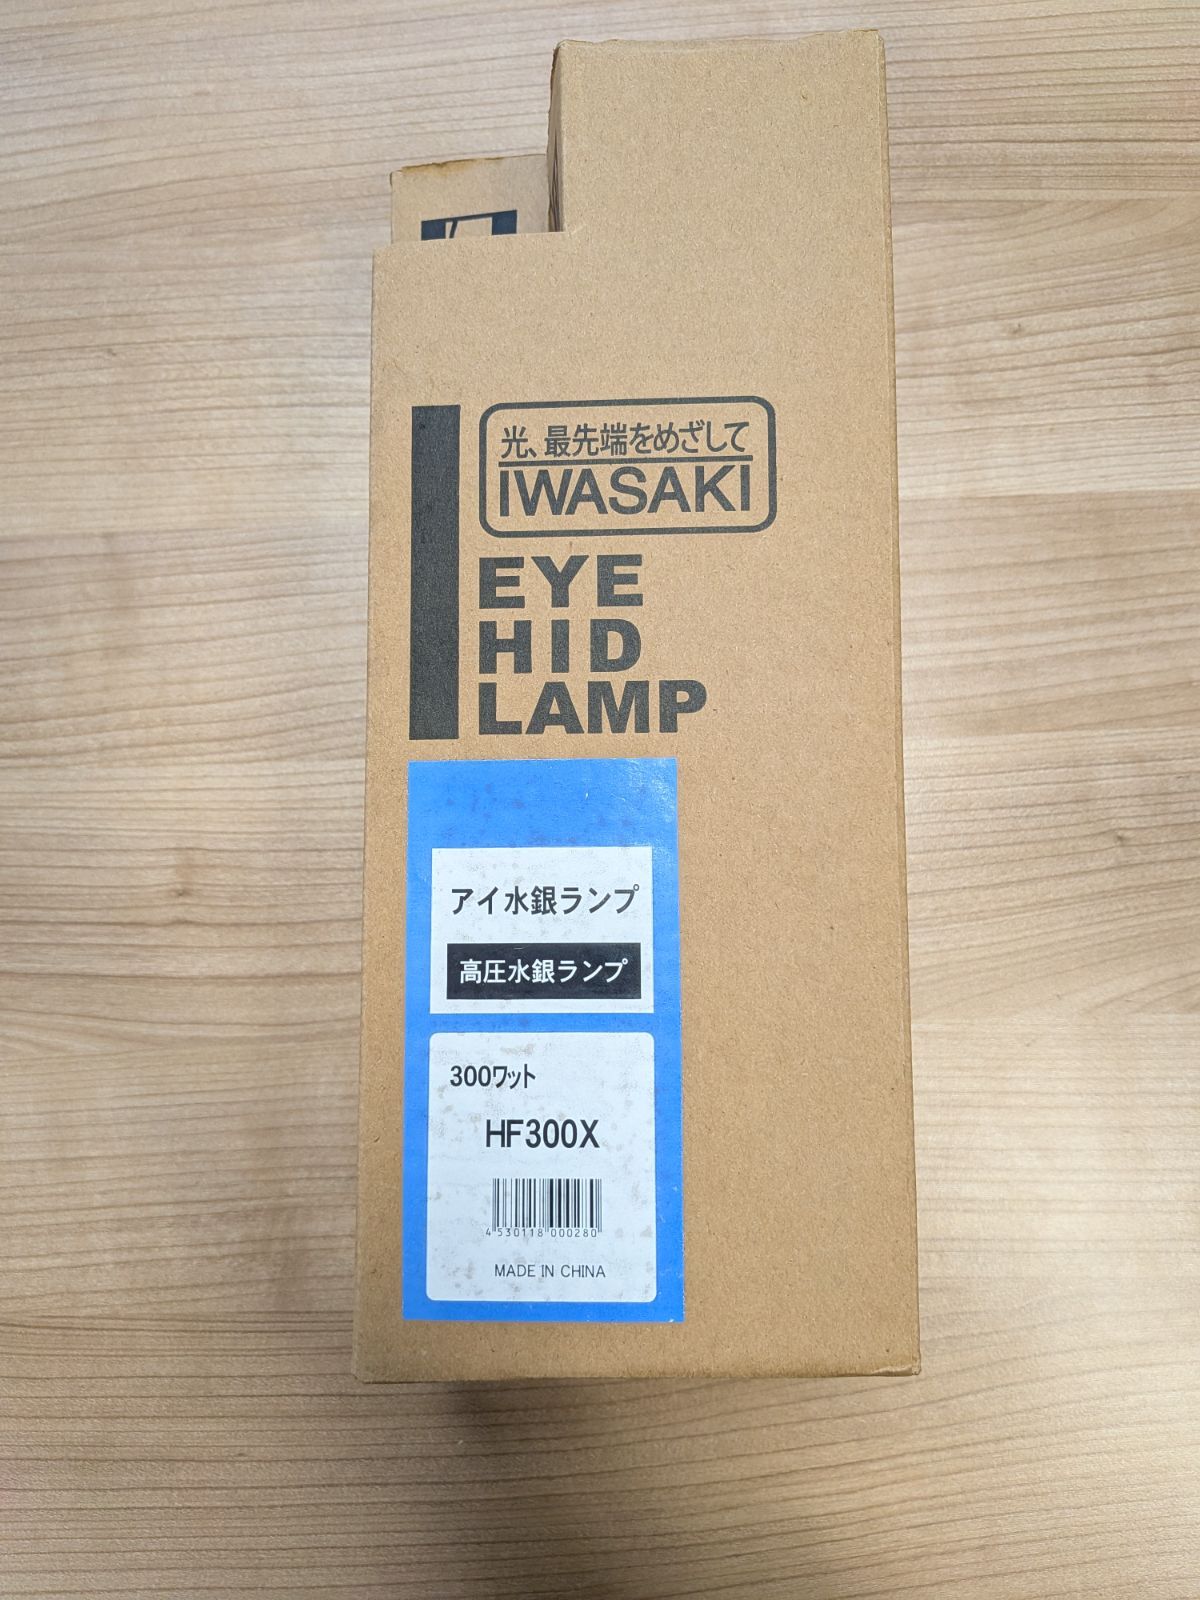 光、最先端をめざして
IWASAKI
EYE
HID
LAMP
アイ水銀ランプ
高圧水銀ランプ
300ワット
HF300X
4530118000280
MADE IN CHINA